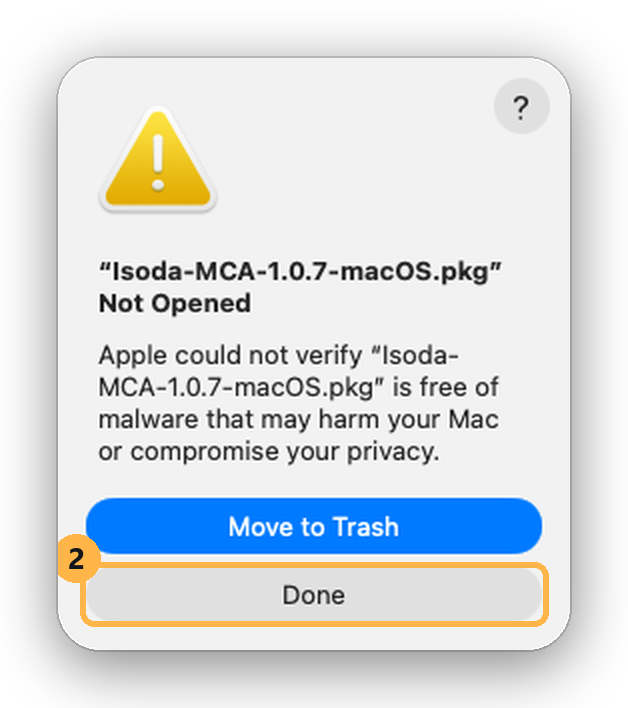 ?
“Isoda-MCA-1.0.7-macOS.pkg”
Not Opened
Apple could not verify “Isoda-
MCA-1.0.7-macOS.pkg” is free of
malware that may harm your Mac
or compromise your privacy.
Move to Trash
2
Done